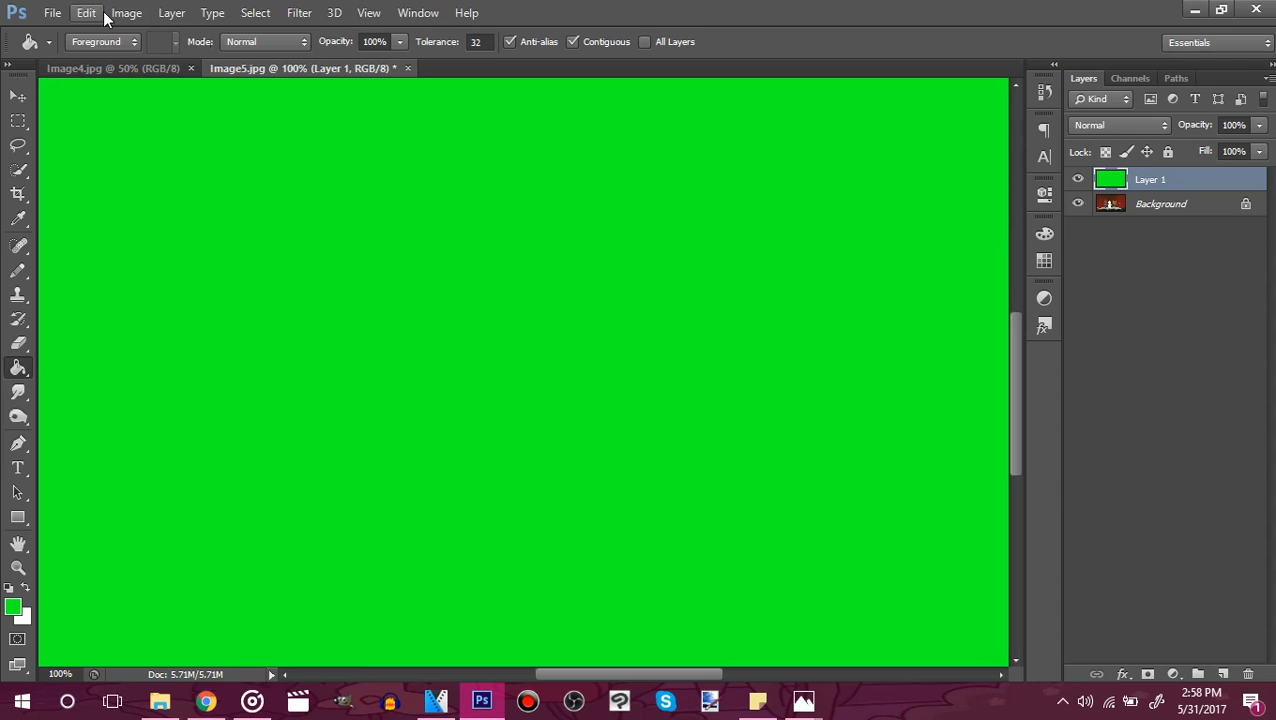 Ps File Edit Image Layer Type Select Filter 3D View Window Help
Foreground Mode: Normal Opacity: 100% Tolerance: 32 Anti-alias Contiguous All Layers Essentials
Image4.jpg @ 50% (RGB/8) × Image5.jpg @ 100% (Layer 1, RGB/8) * ×
Layers Channels Paths
Kind
Normal Opacity: 100%
Lock: Fill: 100%
Layer 1
Background
100% Doc: 5.71M/5.71M
2:58 PM
5/31/2017